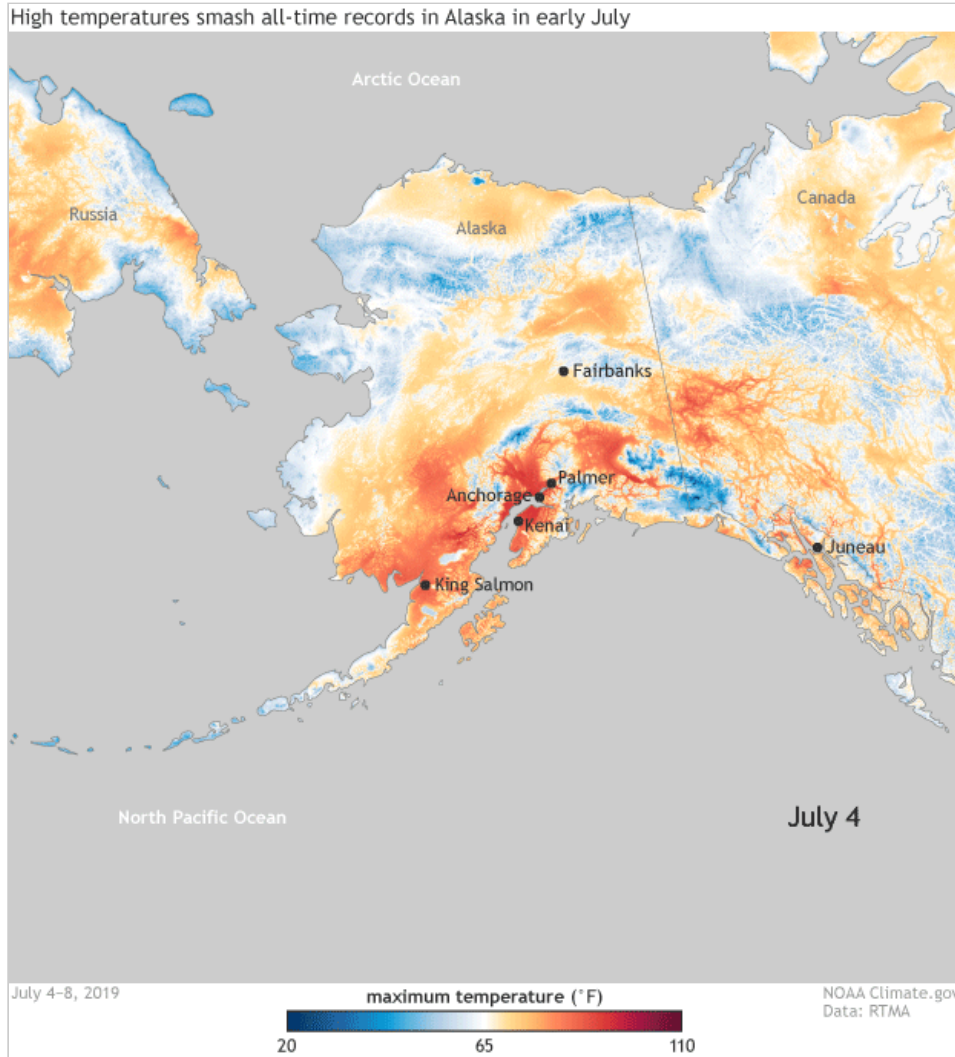 High temperatures smash all-time records in Alaska in early July
Arctic Ocean
Russia
Alaska
Canada
Fairbanks
Palmer
Anchorage
Kenai
Juneau
King Salmon
North Pacific Ocean
July 4
July 4–8, 2019
maximum temperature (°F)
20
65
110
NOAA Climate.gov
Data: RTMA